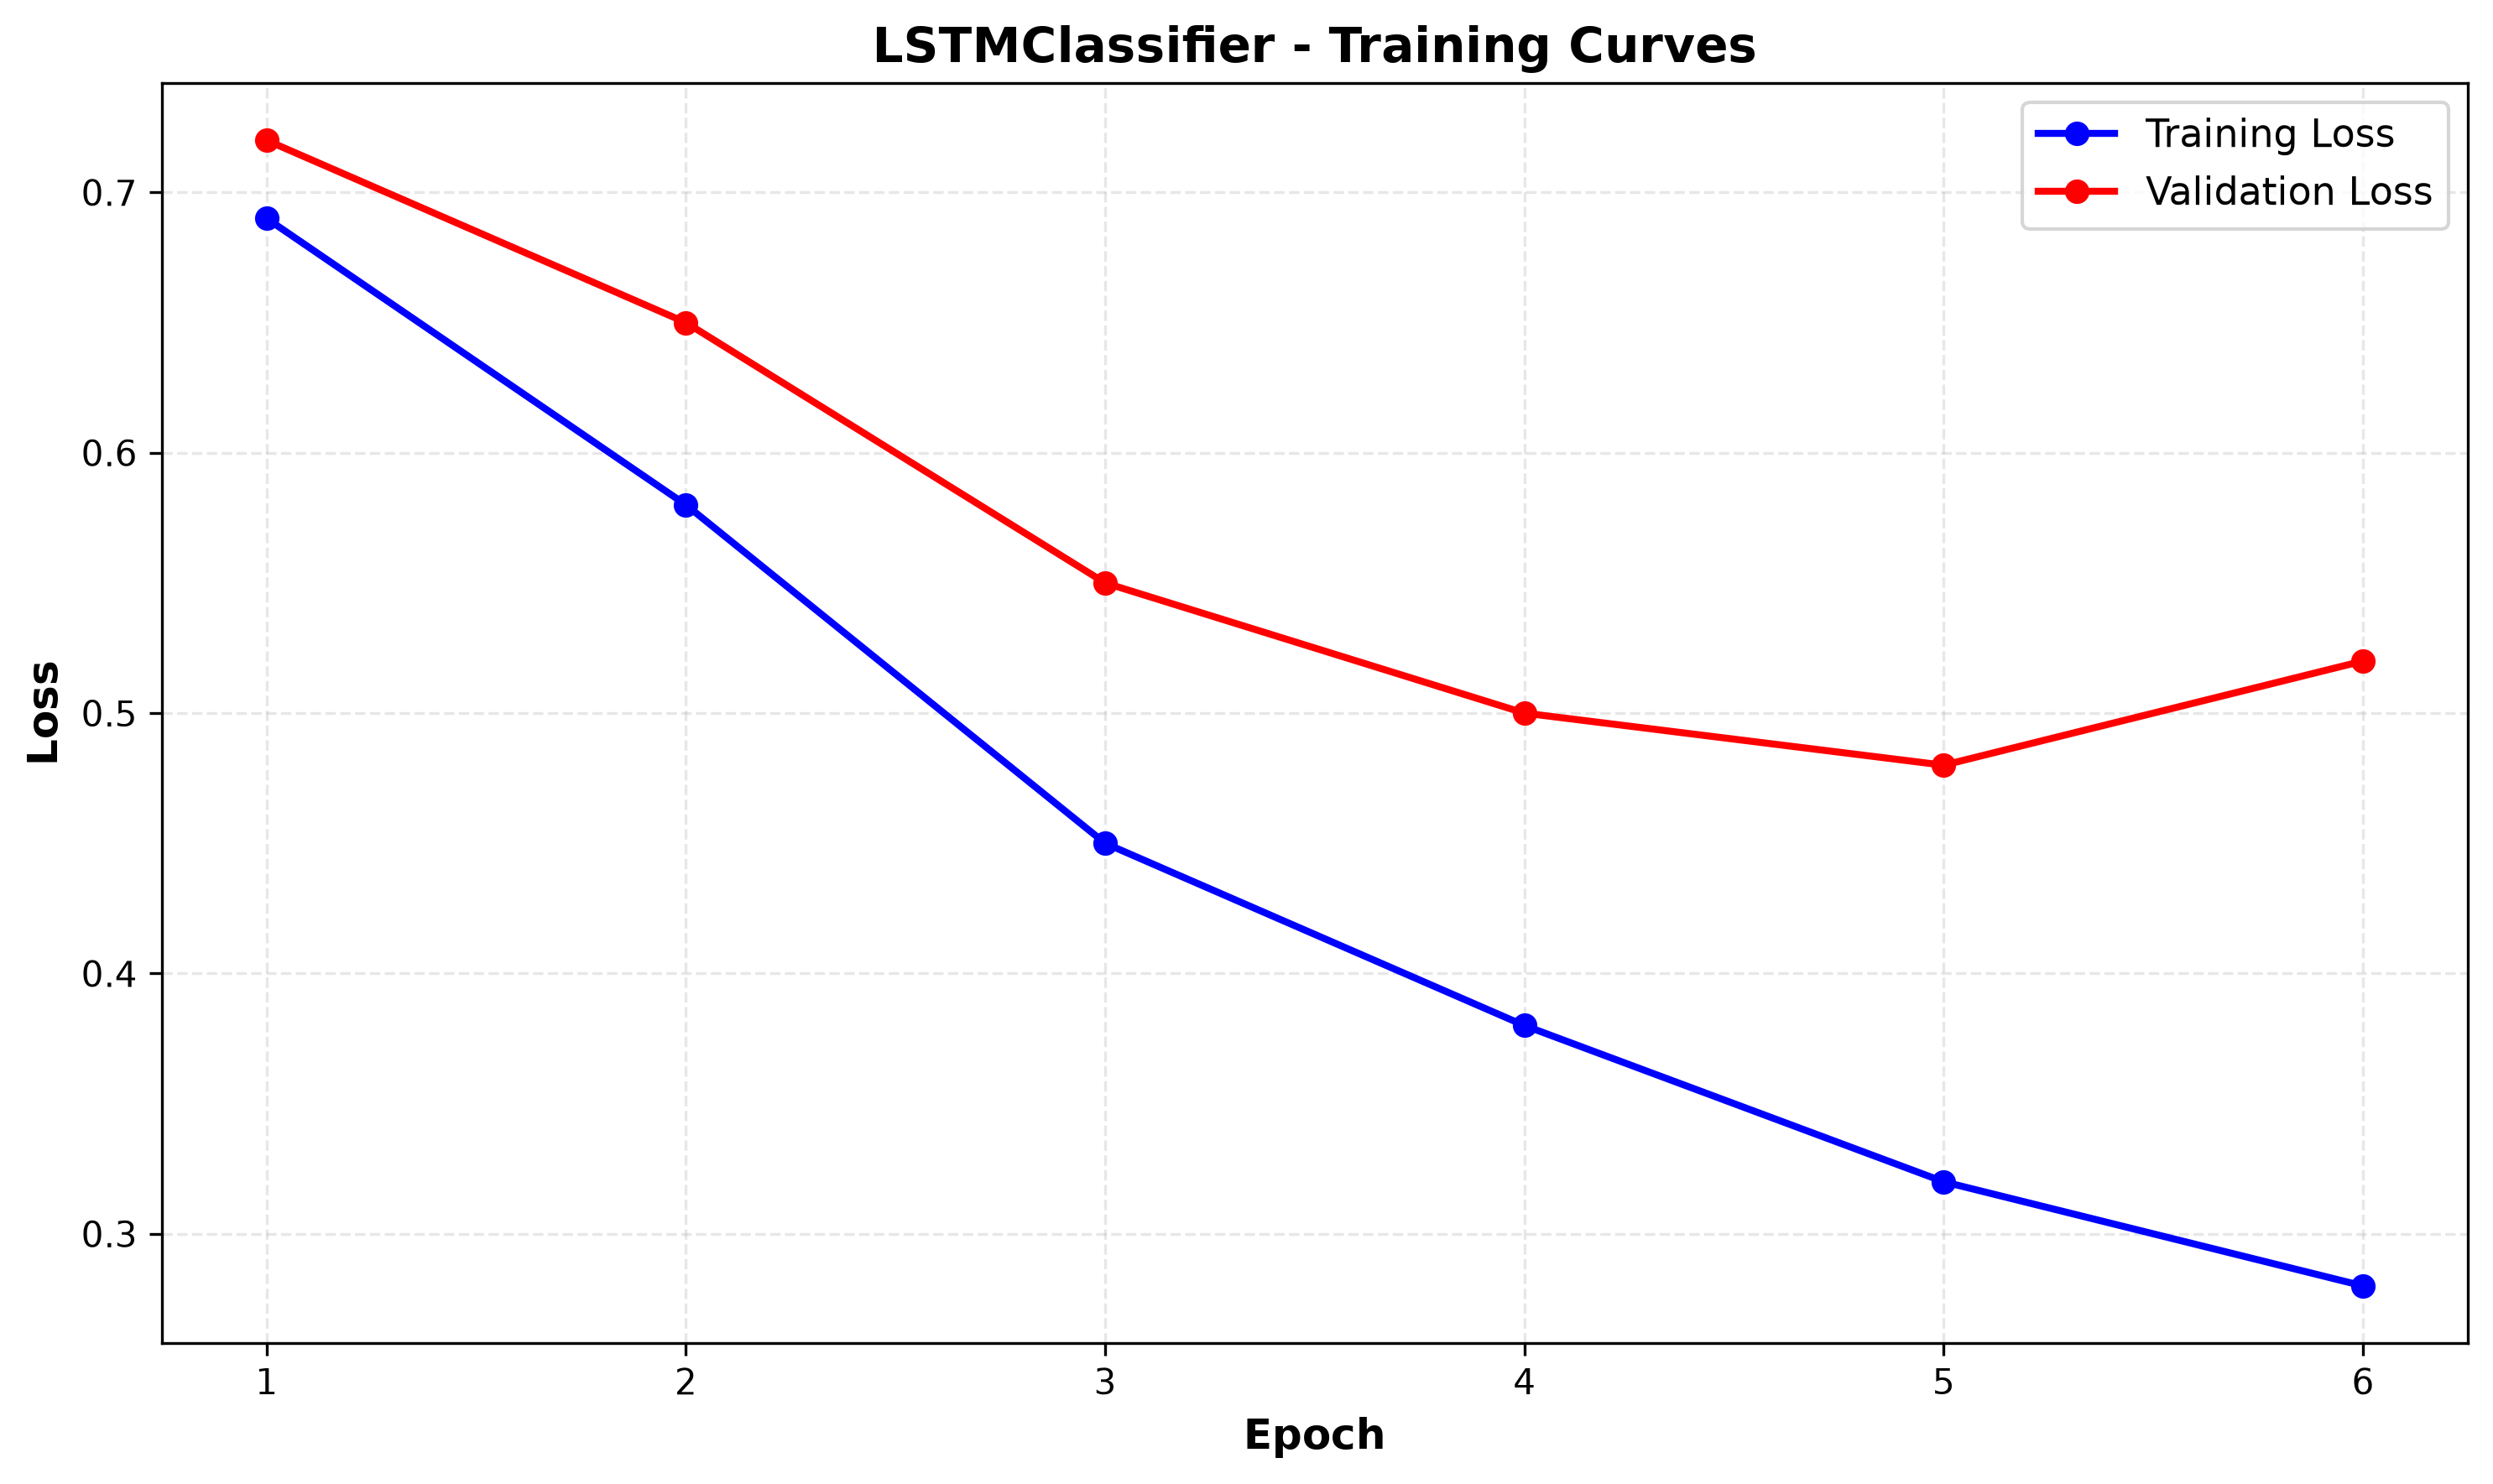 LSTMClassifier - Training Curves
Training Loss
Validation Loss
0.7
0.6
0.5
0.4
0.3
Loss
1 2 3 4 5 6
Epoch